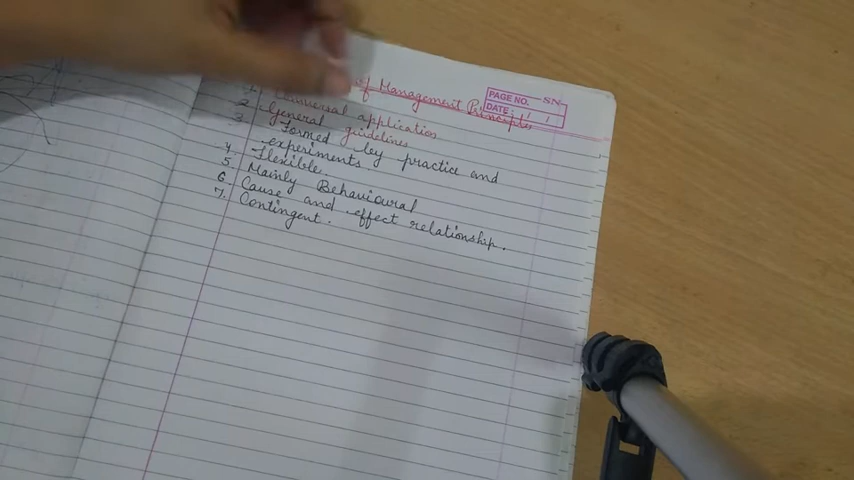 of Management Principles
PAGE NO. SN
DATE: / /
1. Universal application
2. General guidelines
3. Formed by practice and
experiments.
4. Flexible.
5. Mainly Behavioural
6. Cause and effect relationship.
7. Contingent.